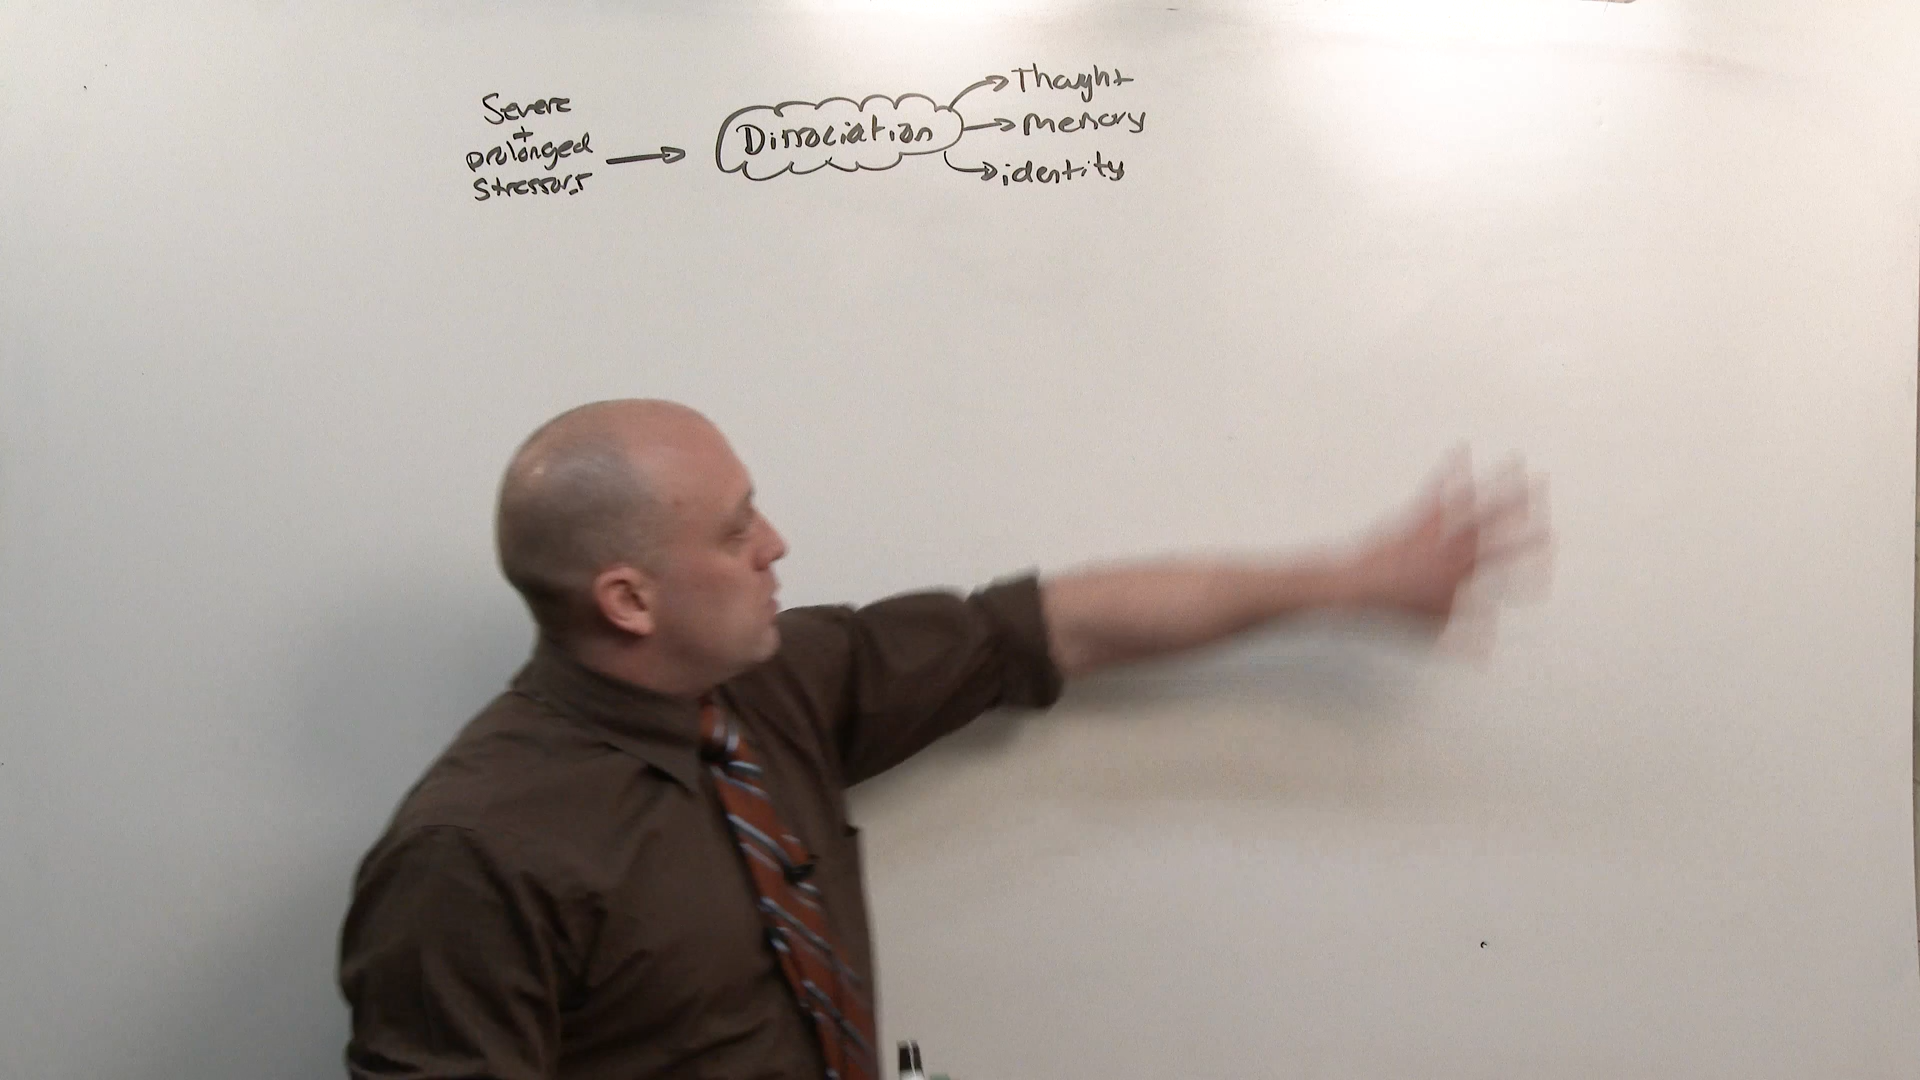 Severe
+
prolonged
stressors
Dissociation
Thought
memory
identity